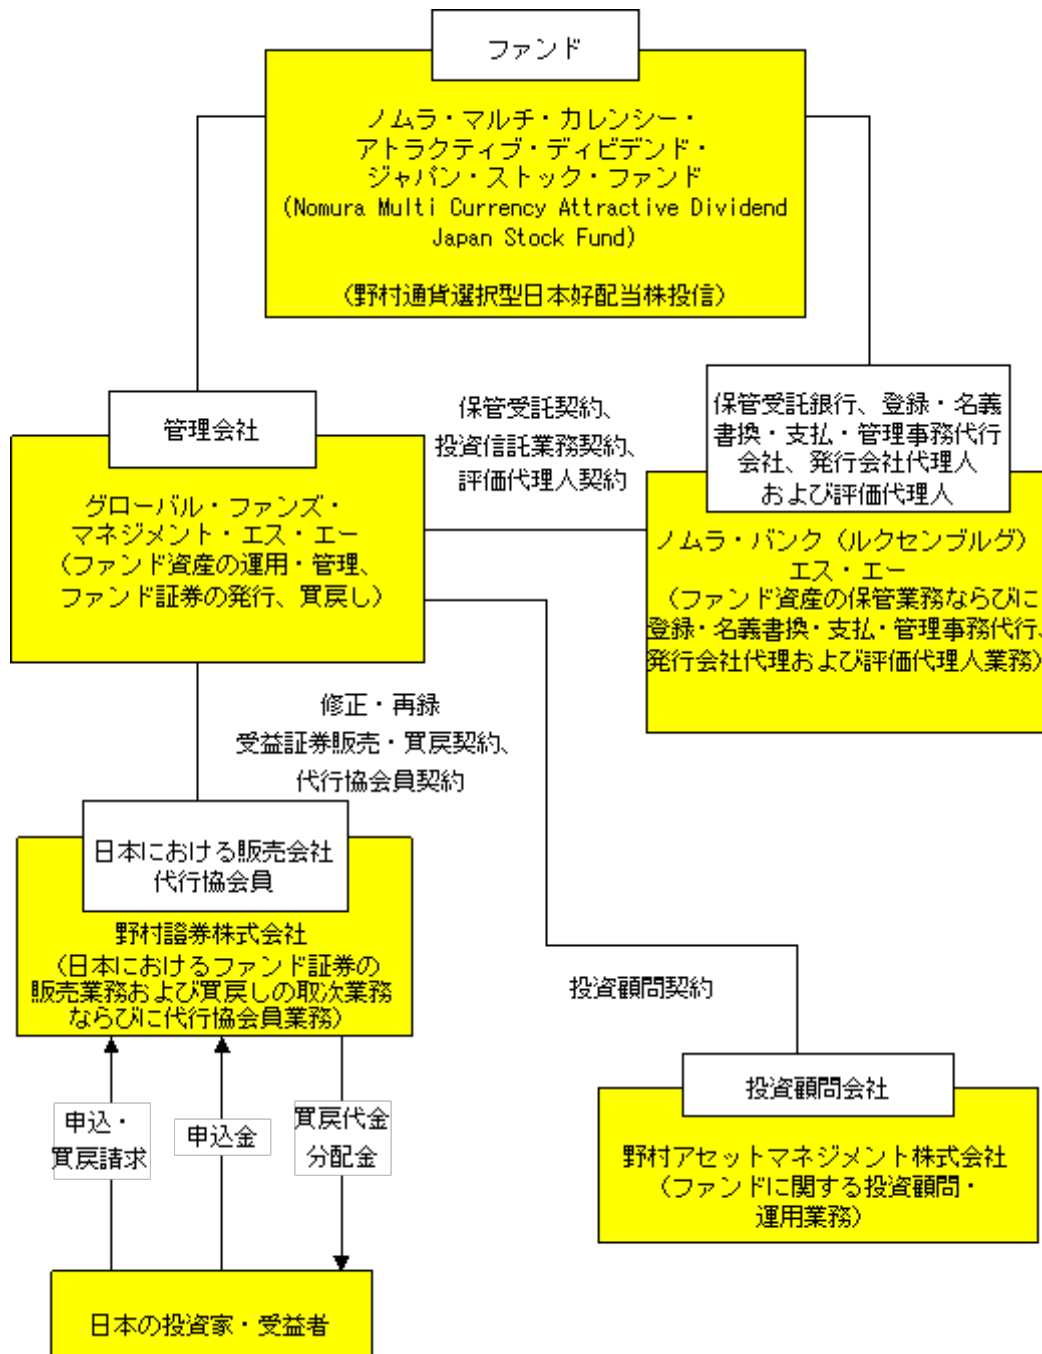 ファンド
ノムラ・マルチ・カレンシー・
アトラクティブ・ディビデンド・
ジャパン・ストック・ファンド
(Nomura Multi Currency Attractive Dividend
Japan Stock Fund)
(野村通貨選択型日本好配当株投信)
管理会社
グローバル・ファンズ・
マネジメント・エス・エー
(ファンド資産の運用・管理、
ファンド証券の発行、買戻し)
保管受託契約、
投資信託業務契約、
評価代理人契約
保管受託銀行、登録・名義
書換・支払・管理事務代行
会社、発行会社代理人
および評価代理人
ノムラ・バンク(ルクセンブルグ)
エス・エー
(ファンド資産の保管業務ならびに
登録・名義書換・支払・管理事務代行、
発行会社代理および評価代理人業務)
修正・再録
受益証券販売・買戻契約、
代行協会員契約
日本における販売会社
代行協会員
野村證券株式会社
(日本におけるファンド証券の
販売業務および買戻しの取次業務
ならびに代行協会員業務)
投資顧問契約
投資顧問会社
野村アセットマネジメント株式会社
(ファンドに関する投資顧問・
運用業務)
申込・
買戻請求
申込金
買戻代金
分配金
日本の投資家・受益者